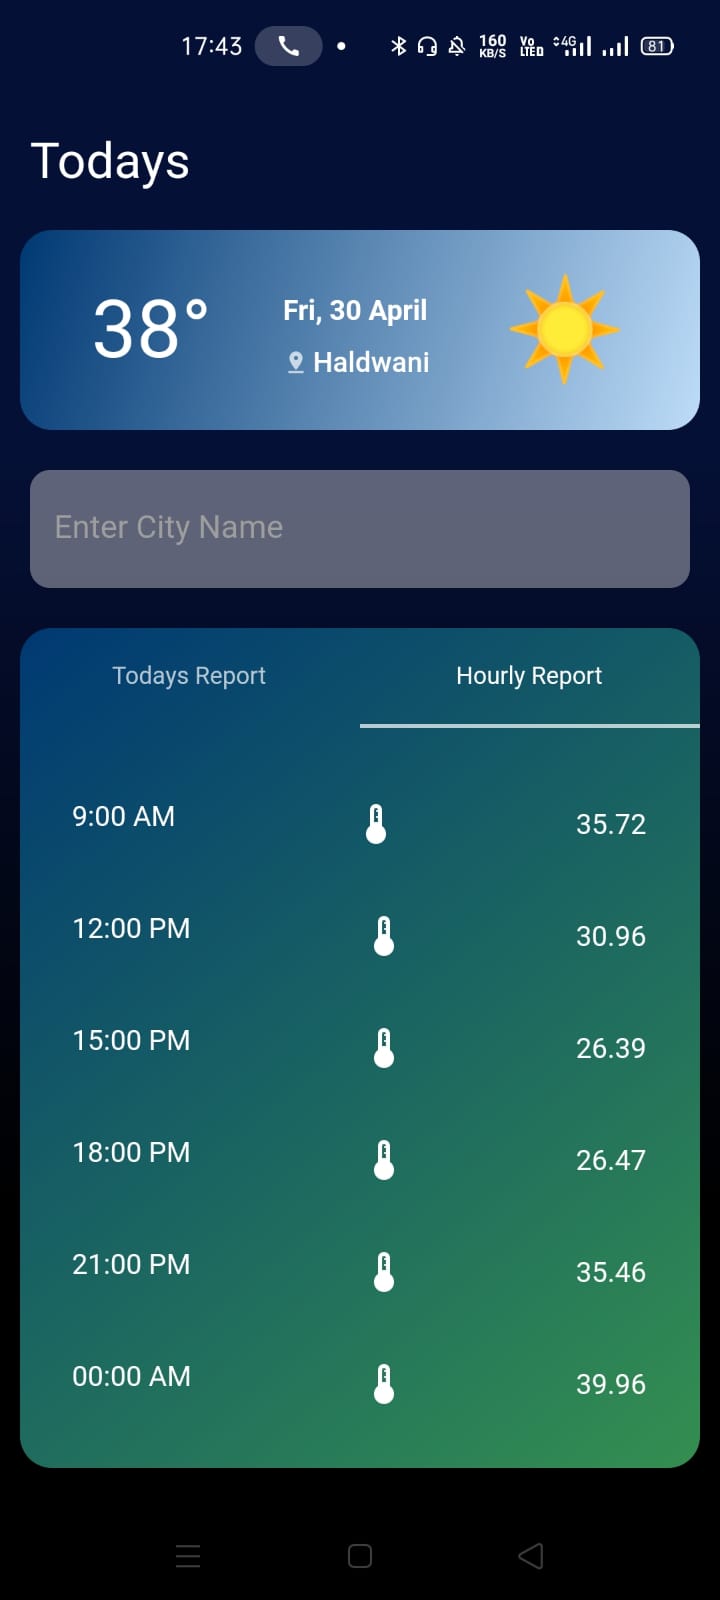 17:43 160 KB/S Vo LTED 4G 81
Todays
38° Fri, 30 April
Haldwani
Enter City Name
Todays Report Hourly Report
9:00 AM 35.72
12:00 PM 30.96
15:00 PM 26.39
18:00 PM 26.47
21:00 PM 35.46
00:00 AM 39.96